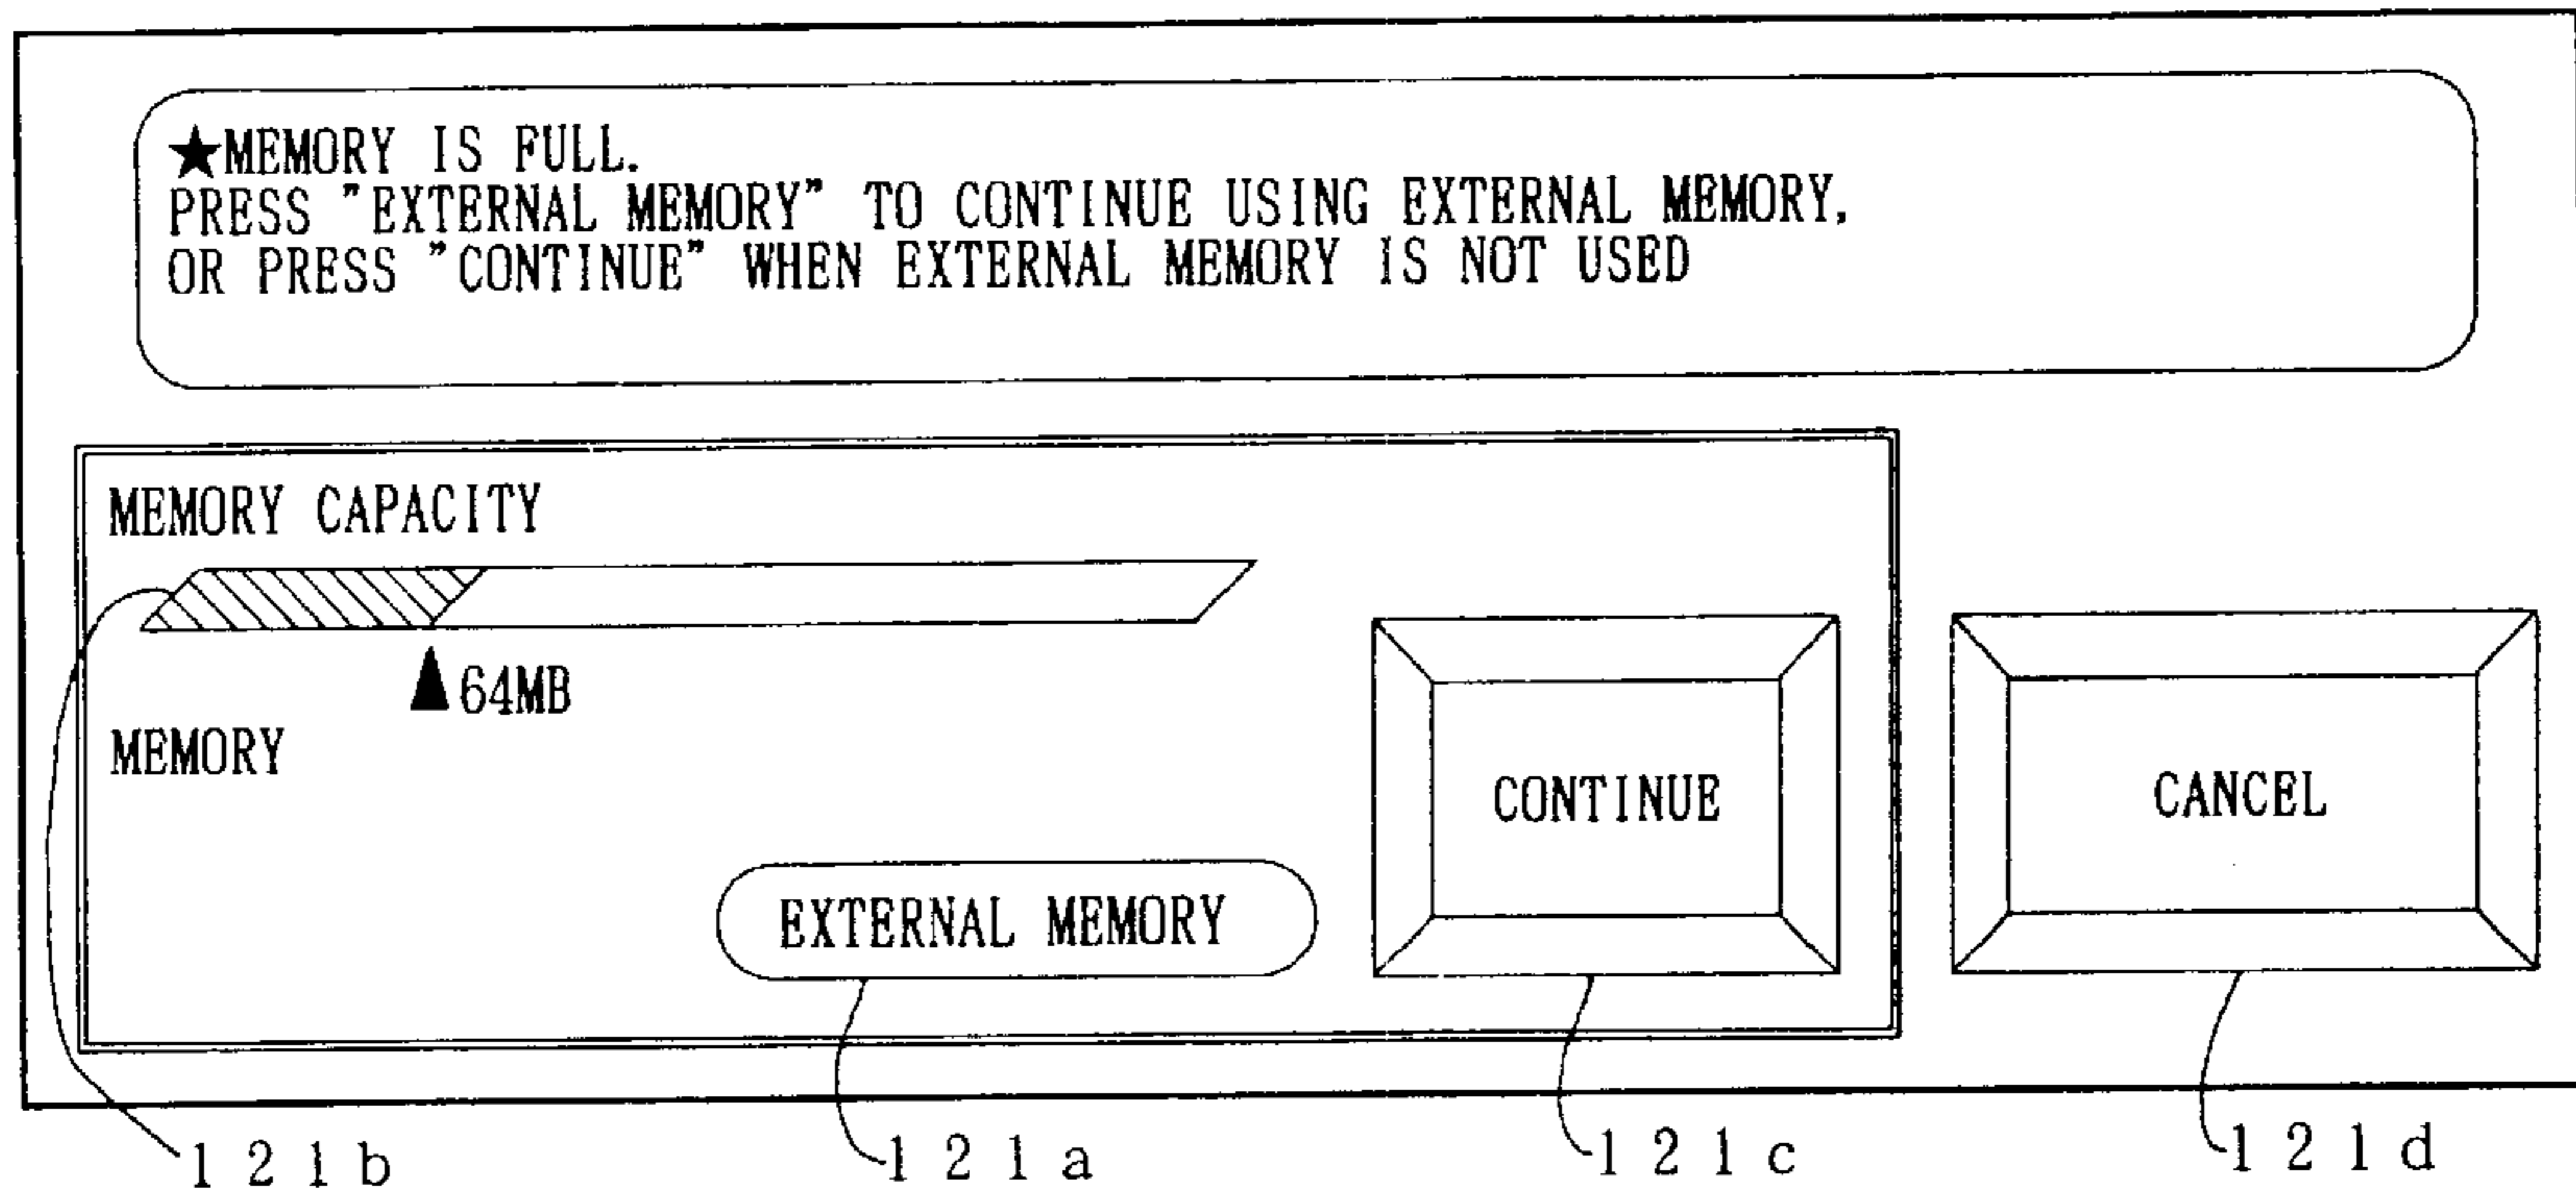 ★MEMORY IS FULL.
PRESS "EXTERNAL MEMORY" TO CONTINUE USING EXTERNAL MEMORY,
OR PRESS "CONTINUE" WHEN EXTERNAL MEMORY IS NOT USED
MEMORY CAPACITY
▲64MB
MEMORY
CONTINUE
CANCEL
EXTERNAL MEMORY
121b
121a
121c
121d